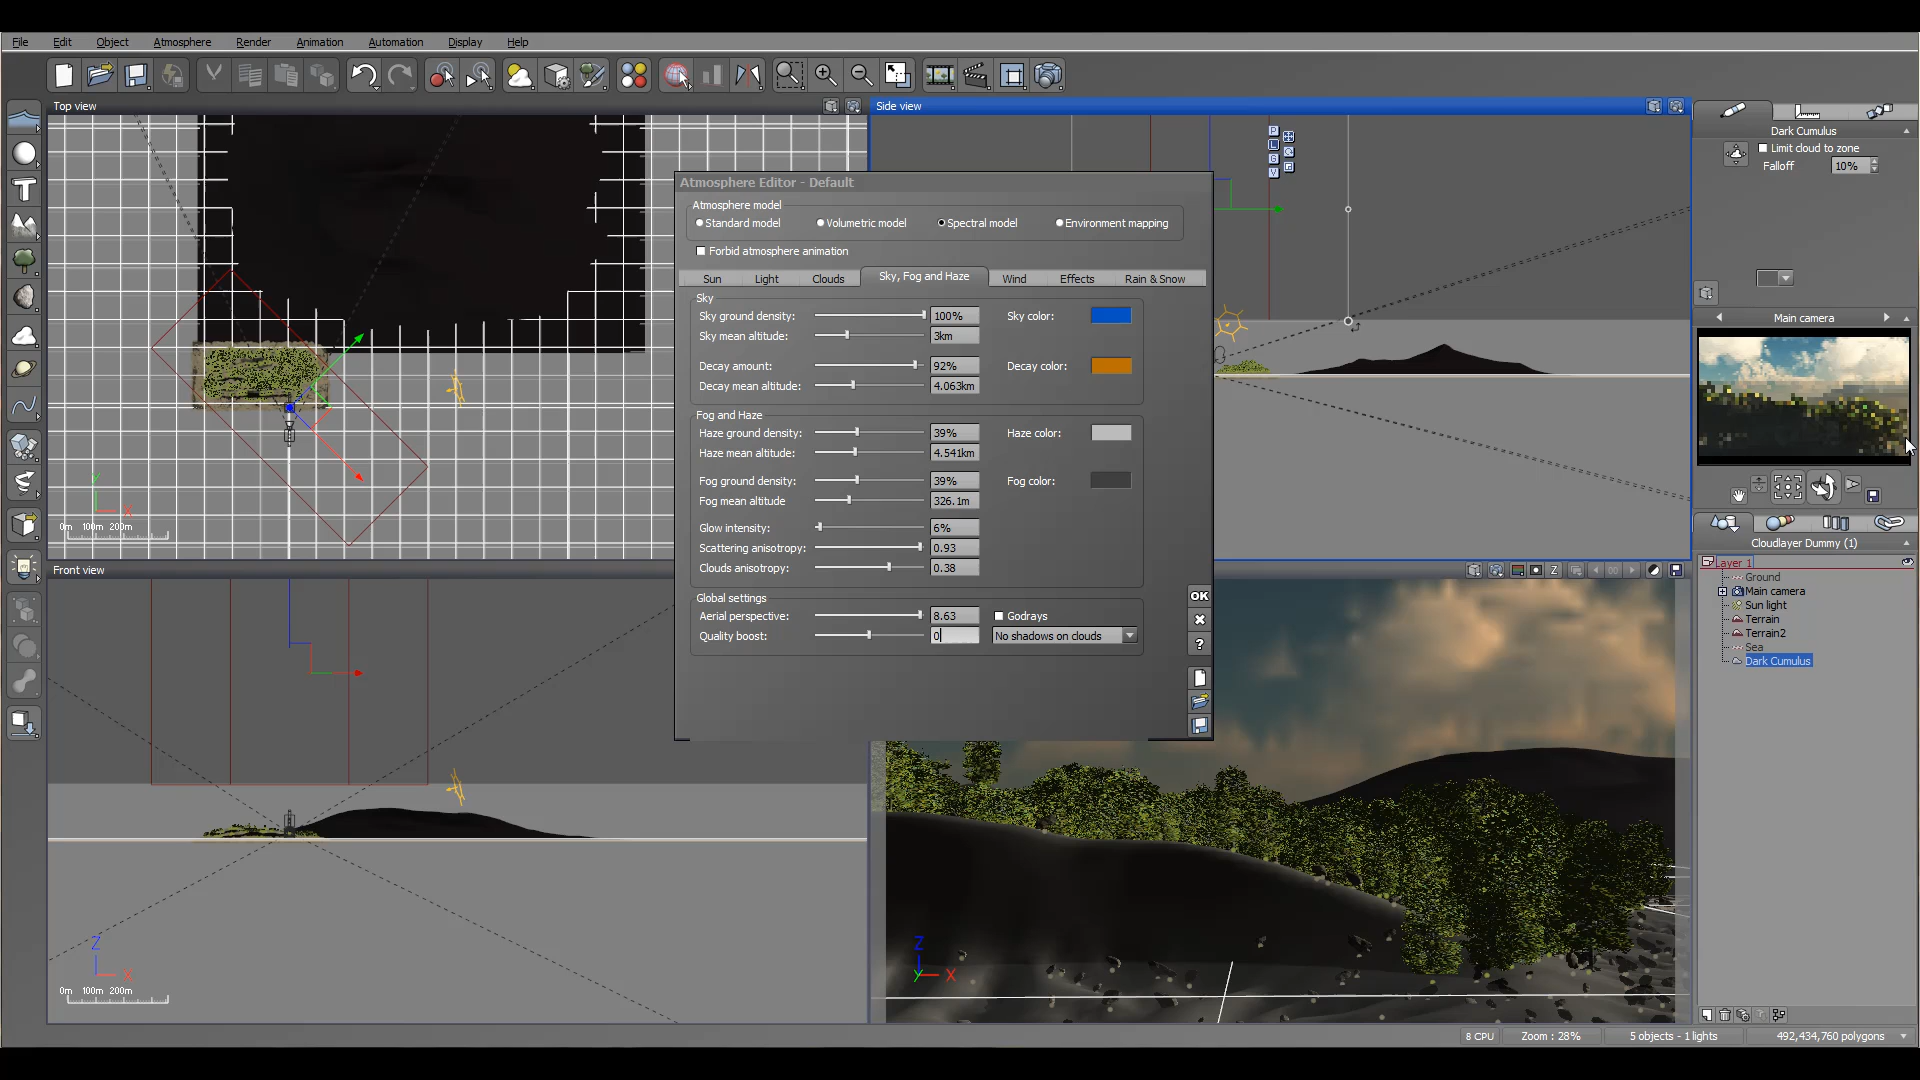 File Edit Object Atmosphere Render Animation Automation Display Help
Top view
Side view
Dark Cumulus
Limit cloud to zone
Falloff 10%
Atmosphere Editor - Default
Atmosphere model
Standard model Volumetric model Spectral model Environment mapping
Forbid atmosphere animation
Sun Light Clouds Sky, Fog and Haze Wind Effects Rain & Snow
Sky
Sky ground density: 100% Sky color:
Sky mean altitude: 3km
Decay amount: 92% Decay color:
Decay mean altitude: 4.063km
Fog and Haze
Haze ground density: 39% Haze color:
Haze mean altitude: 4.541km
Fog ground density: 39% Fog color:
Fog mean altitude 326.1m
Glow intensity: 6%
Scattering anisotropy: 0.93
Clouds anisotropy: 0.38
Global settings
Aerial perspective: 8.63 Godrays
Quality boost: 0 No shadows on clouds
OK
?
P
L
G
V
Main camera
Y
X
0m 100m 200m
Front view
Z
X
0m 100m 200m
Z
Z
Y X
Cloudlayer Dummy (1)
Layer 1
Ground
Main camera
Sun light
Terrain
Terrain2
Sea
Dark Cumulus
8 CPU Zoom : 28% 5 objects - 1 lights 492,434,760 polygons